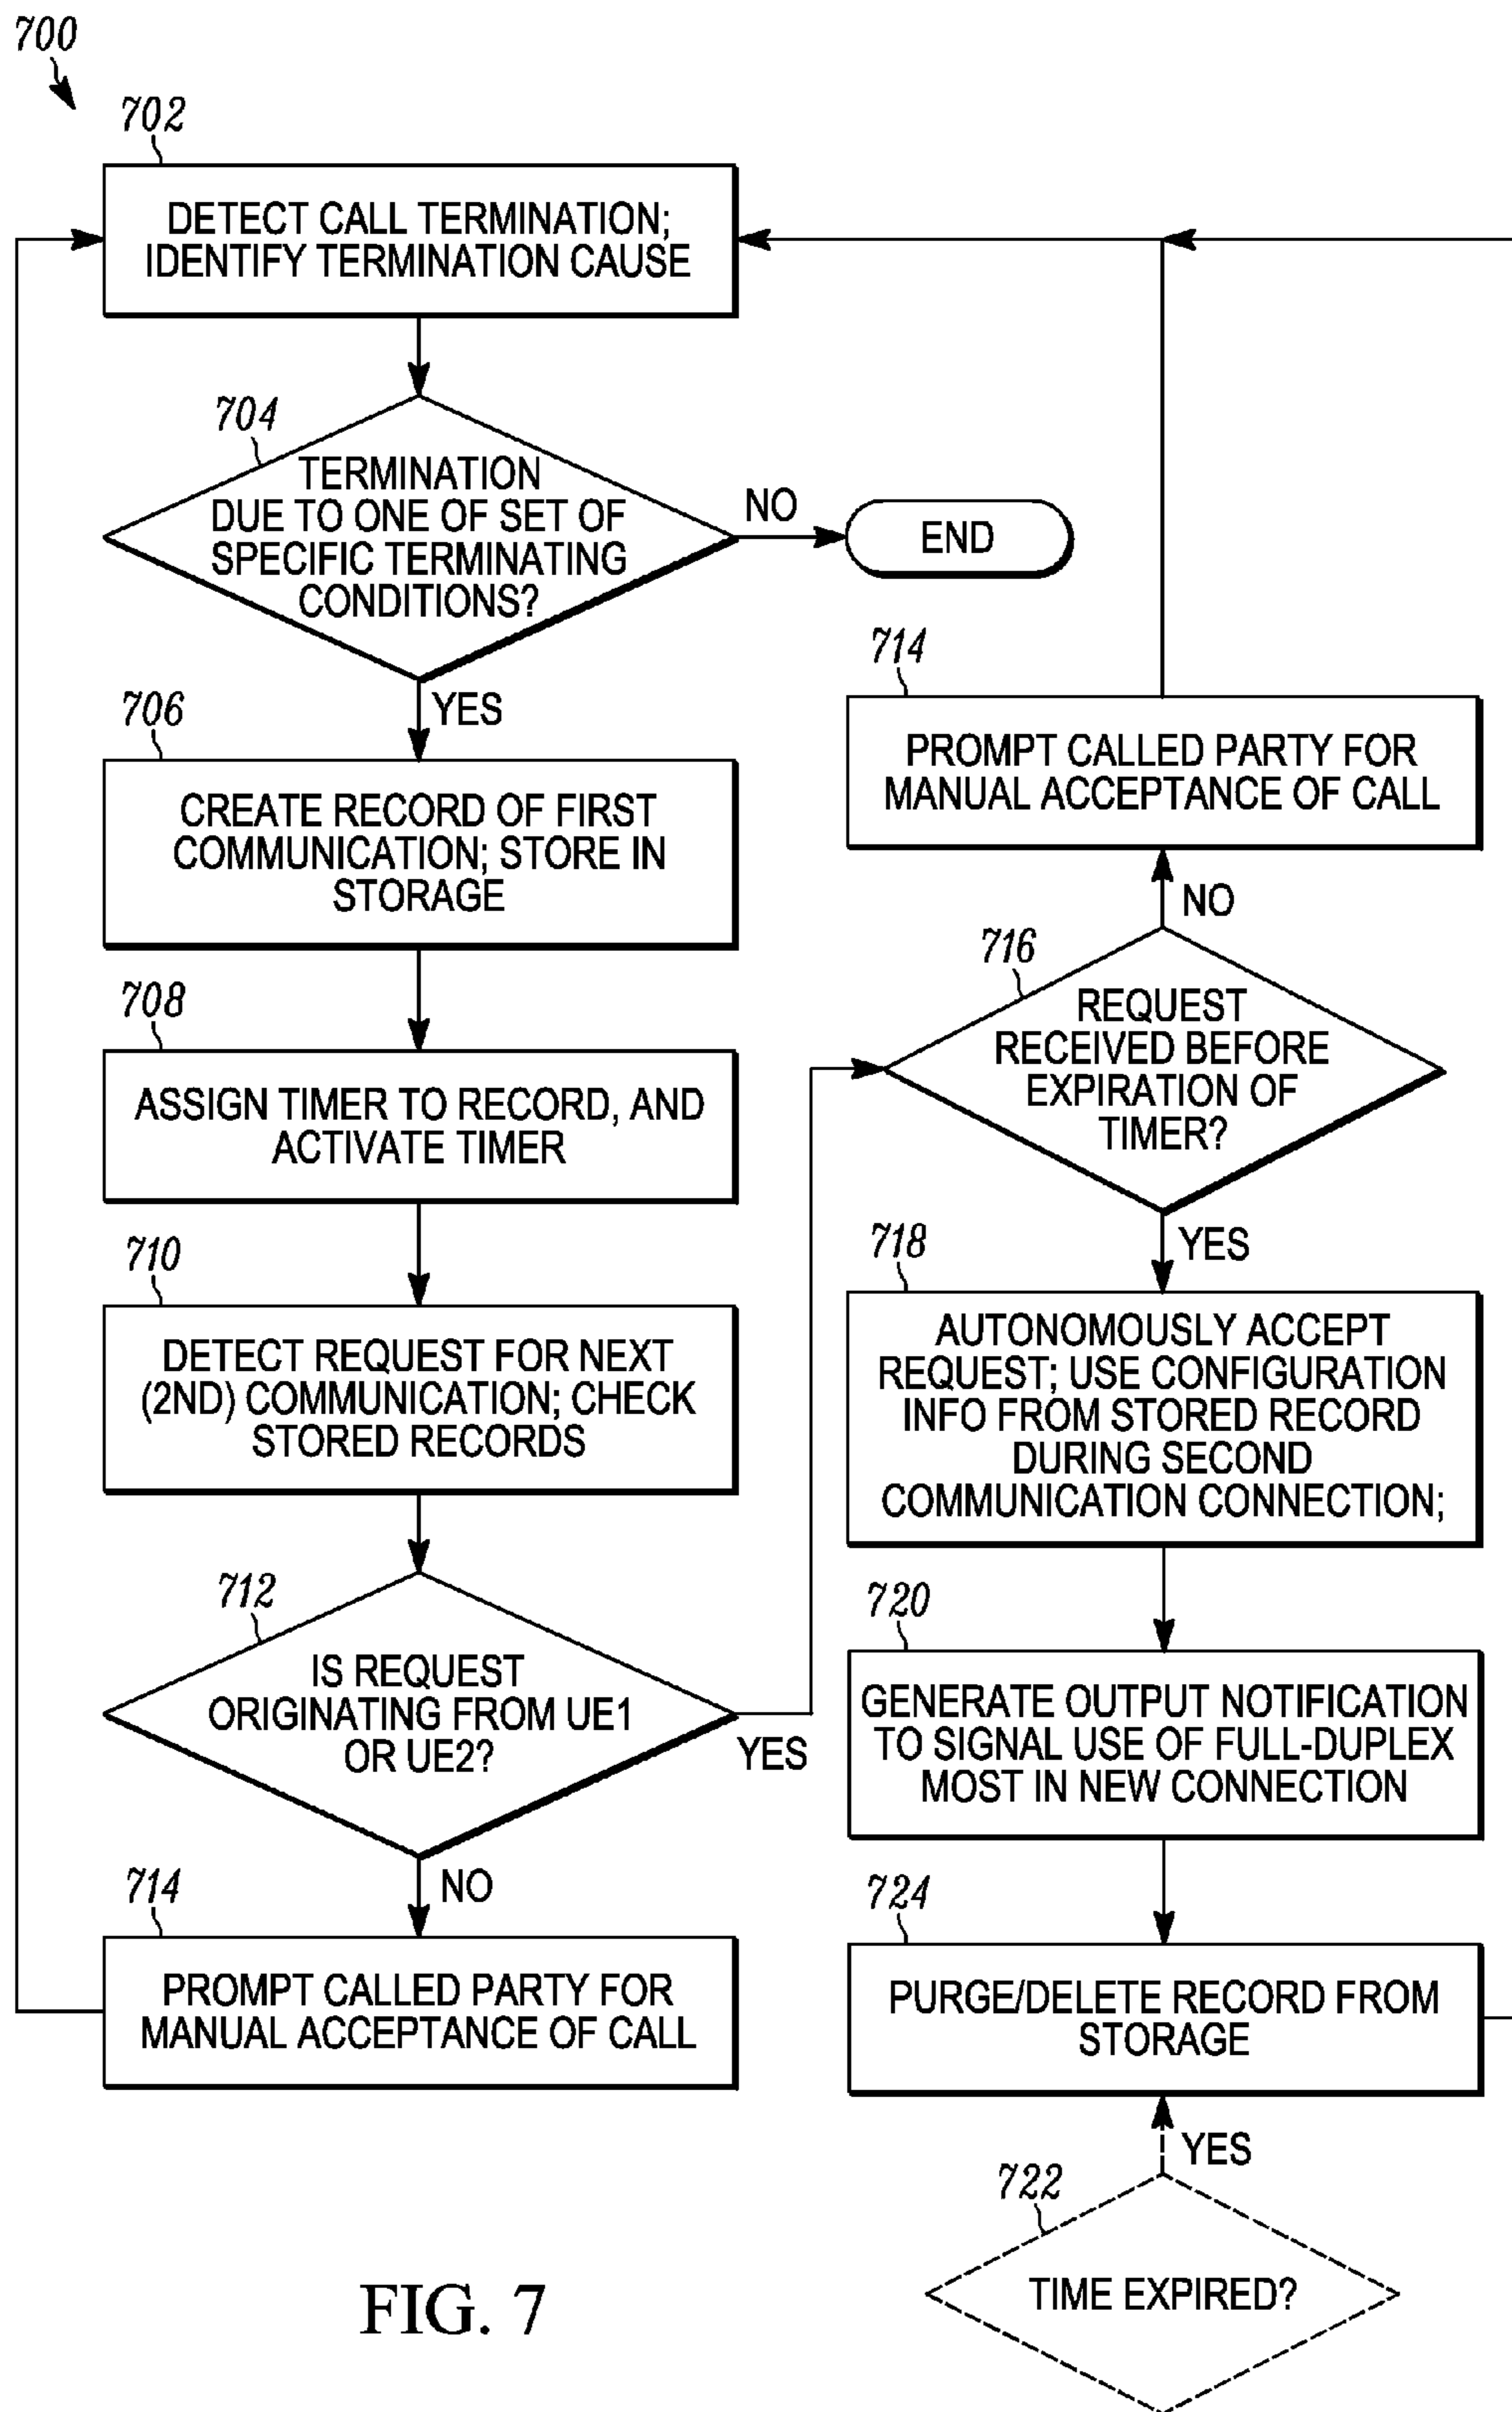 700
702
DETECT CALL TERMINATION;
IDENTIFY TERMINATION CAUSE
704
TERMINATION
DUE TO ONE OF SET OF
SPECIFIC TERMINATING
CONDITIONS?
NO
END
YES
706
CREATE RECORD OF FIRST
COMMUNICATION; STORE IN
STORAGE
708
ASSIGN TIMER TO RECORD, AND
ACTIVATE TIMER
710
DETECT REQUEST FOR NEXT
(2ND) COMMUNICATION; CHECK
STORED RECORDS
712
IS REQUEST
ORIGINATING FROM UE1
OR UE2?
YES
NO
714
PROMPT CALLED PARTY FOR
MANUAL ACCEPTANCE OF CALL
714
PROMPT CALLED PARTY FOR
MANUAL ACCEPTANCE OF CALL
NO
716
REQUEST
RECEIVED BEFORE
EXPIRATION OF
TIMER?
YES
718
AUTONOMOUSLY ACCEPT
REQUEST; USE CONFIGURATION
INFO FROM STORED RECORD
DURING SECOND
COMMUNICATION CONNECTION;
720
GENERATE OUTPUT NOTIFICATION
TO SIGNAL USE OF FULL-DUPLEX
MOST IN NEW CONNECTION
724
PURGE/DELETE RECORD FROM
STORAGE
YES
722
TIME EXPIRED?
FIG. 7